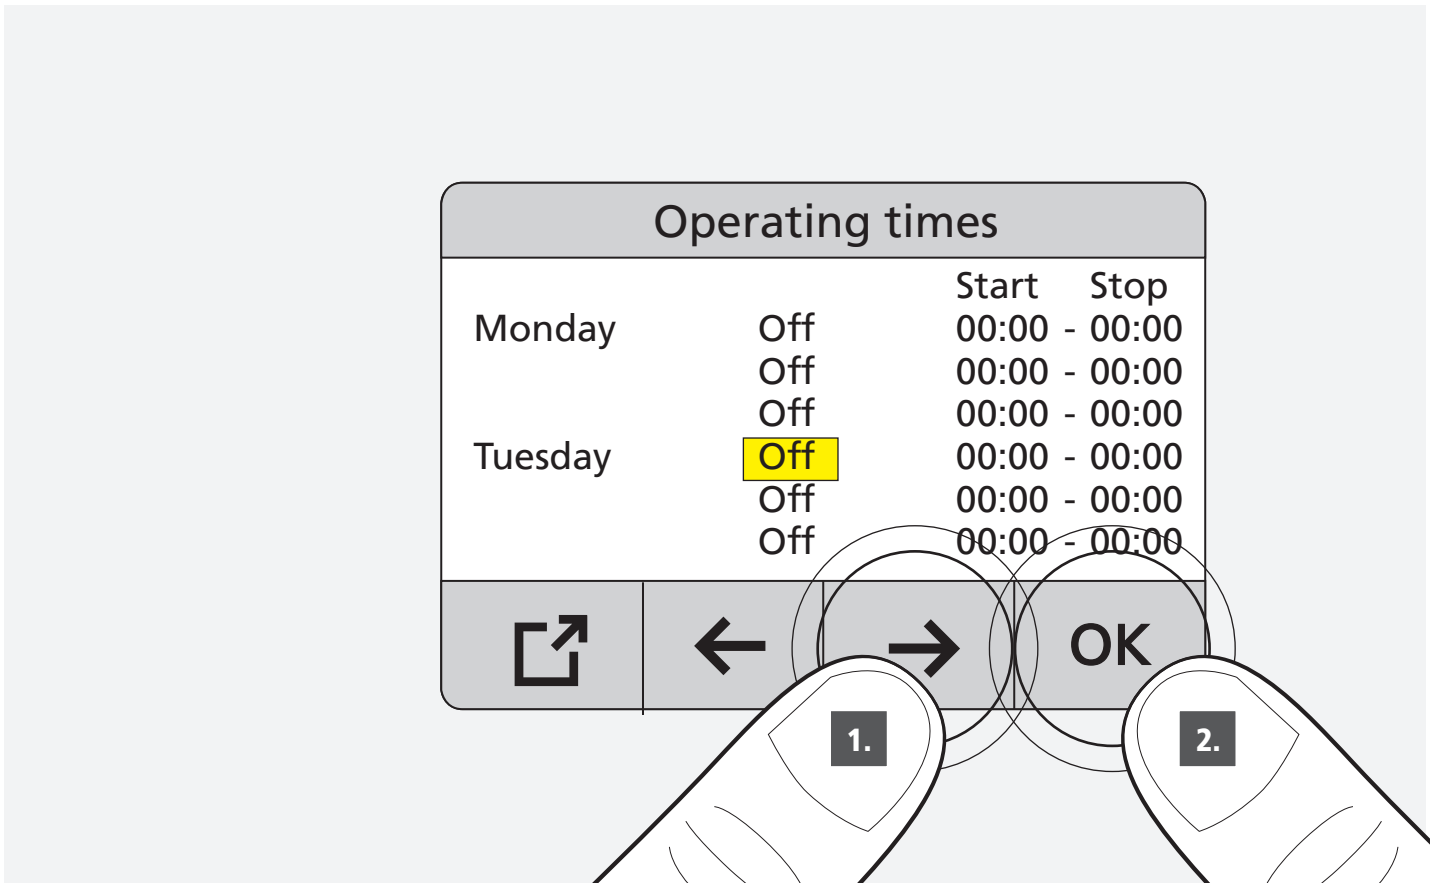 Operating times
Start Stop
Monday Off 00:00 - 00:00
Off 00:00 - 00:00
Off 00:00 - 00:00
Tuesday Off 00:00 - 00:00
Off 00:00 - 00:00
Off 00:00 - 00:00
OK
1. 2.